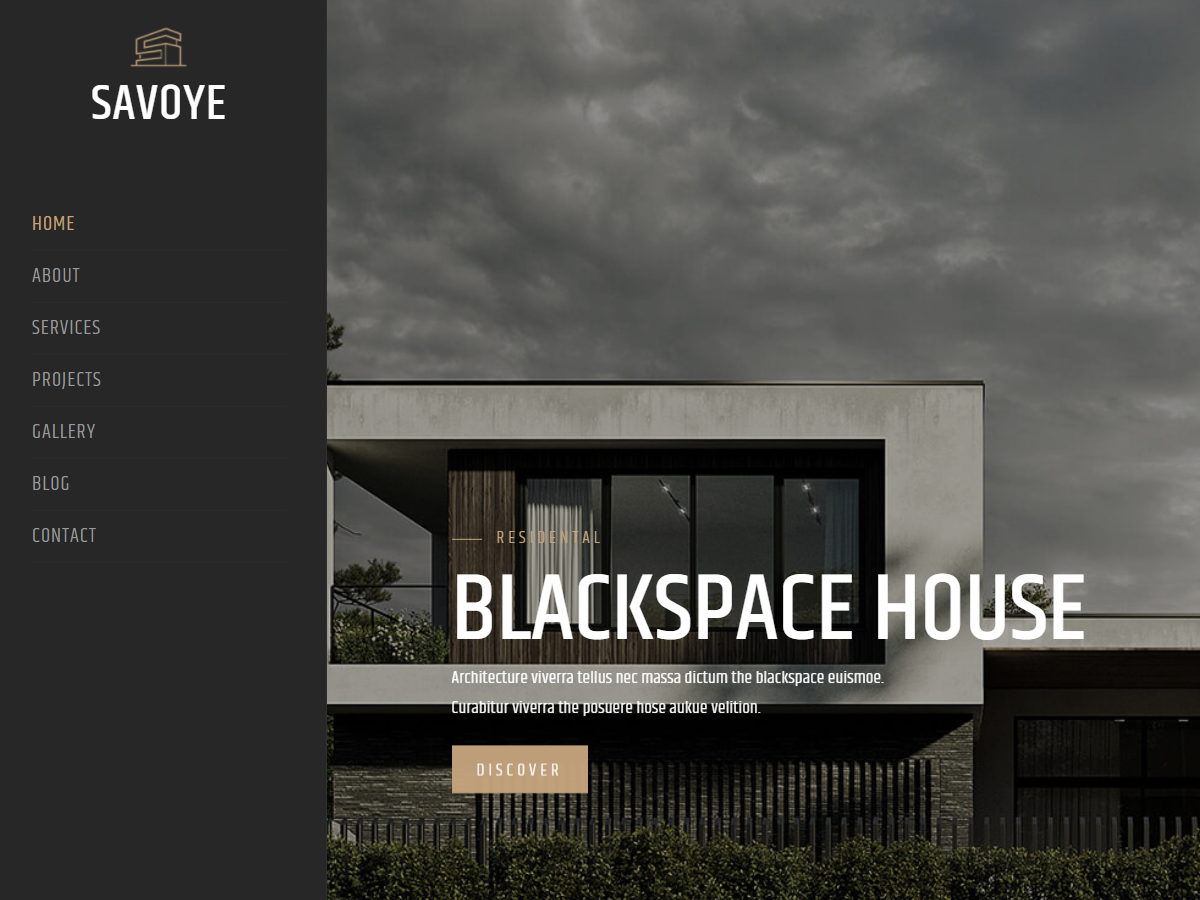 SAVOYE
HOME
ABOUT
SERVICES
PROJECTS
GALLERY
BLOG
CONTACT
RESIDENTAL
BLACKSPACE HOUSE
Architecture viverra tellus nec massa dictum the blackspace euismoe.
Curabitur viverra the posuere hose aukue velition.
DISCOVER